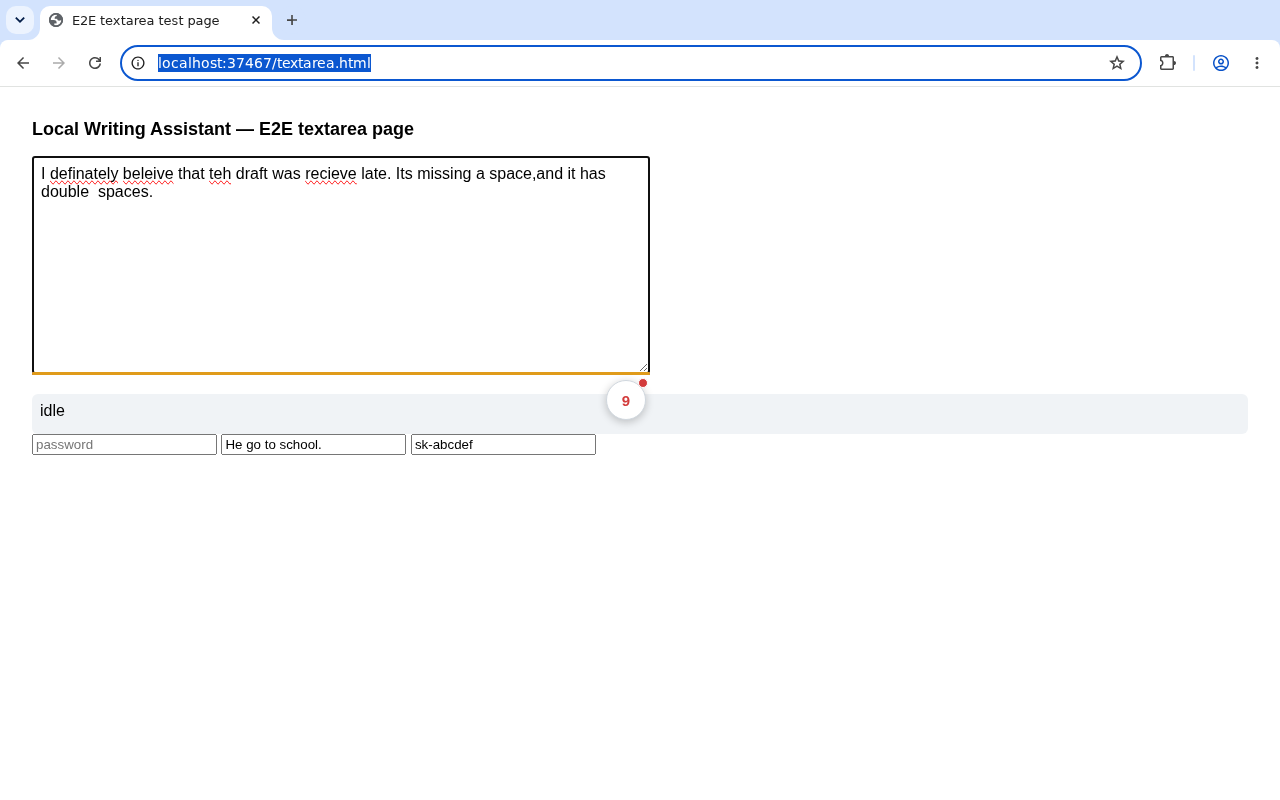 E2E textarea test page
localhost:37467/textarea.html
Local Writing Assistant — E2E textarea page
I definately beleive that teh draft was recieve late. Its missing a space,and it has
double  spaces.
9
idle
password
He go to school.
sk-abcdef